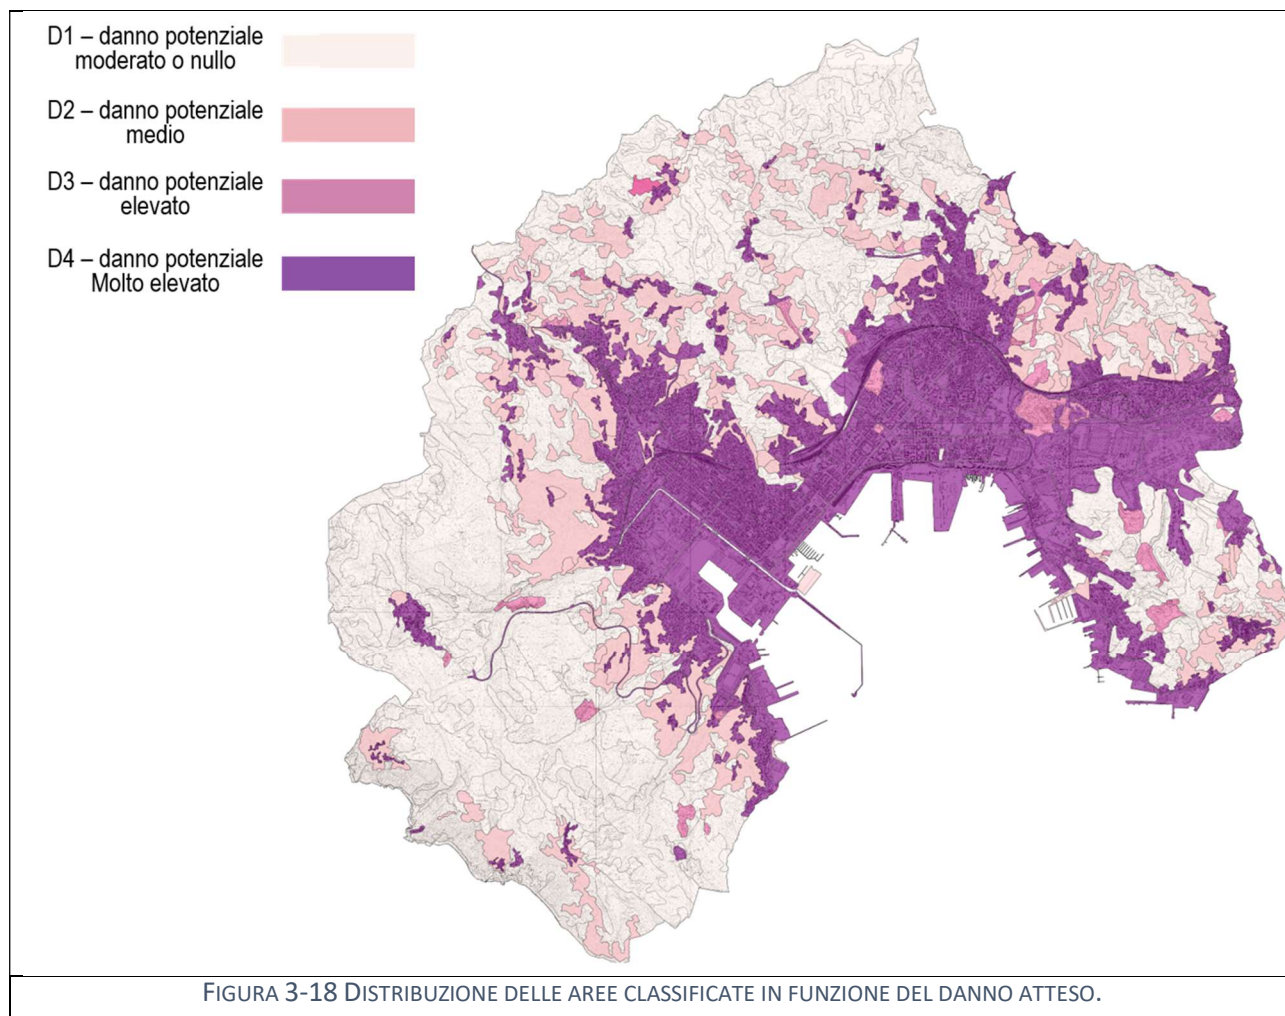 D1 – danno potenziale
moderato o nullo
D2 – danno potenziale
medio
D3 – danno potenziale
elevato
D4 – danno potenziale
Molto elevato
FIGURA 3-18 DISTRIBUZIONE DELLE AREE CLASSIFICATE IN FUNZIONE DEL DANNO ATTESO.